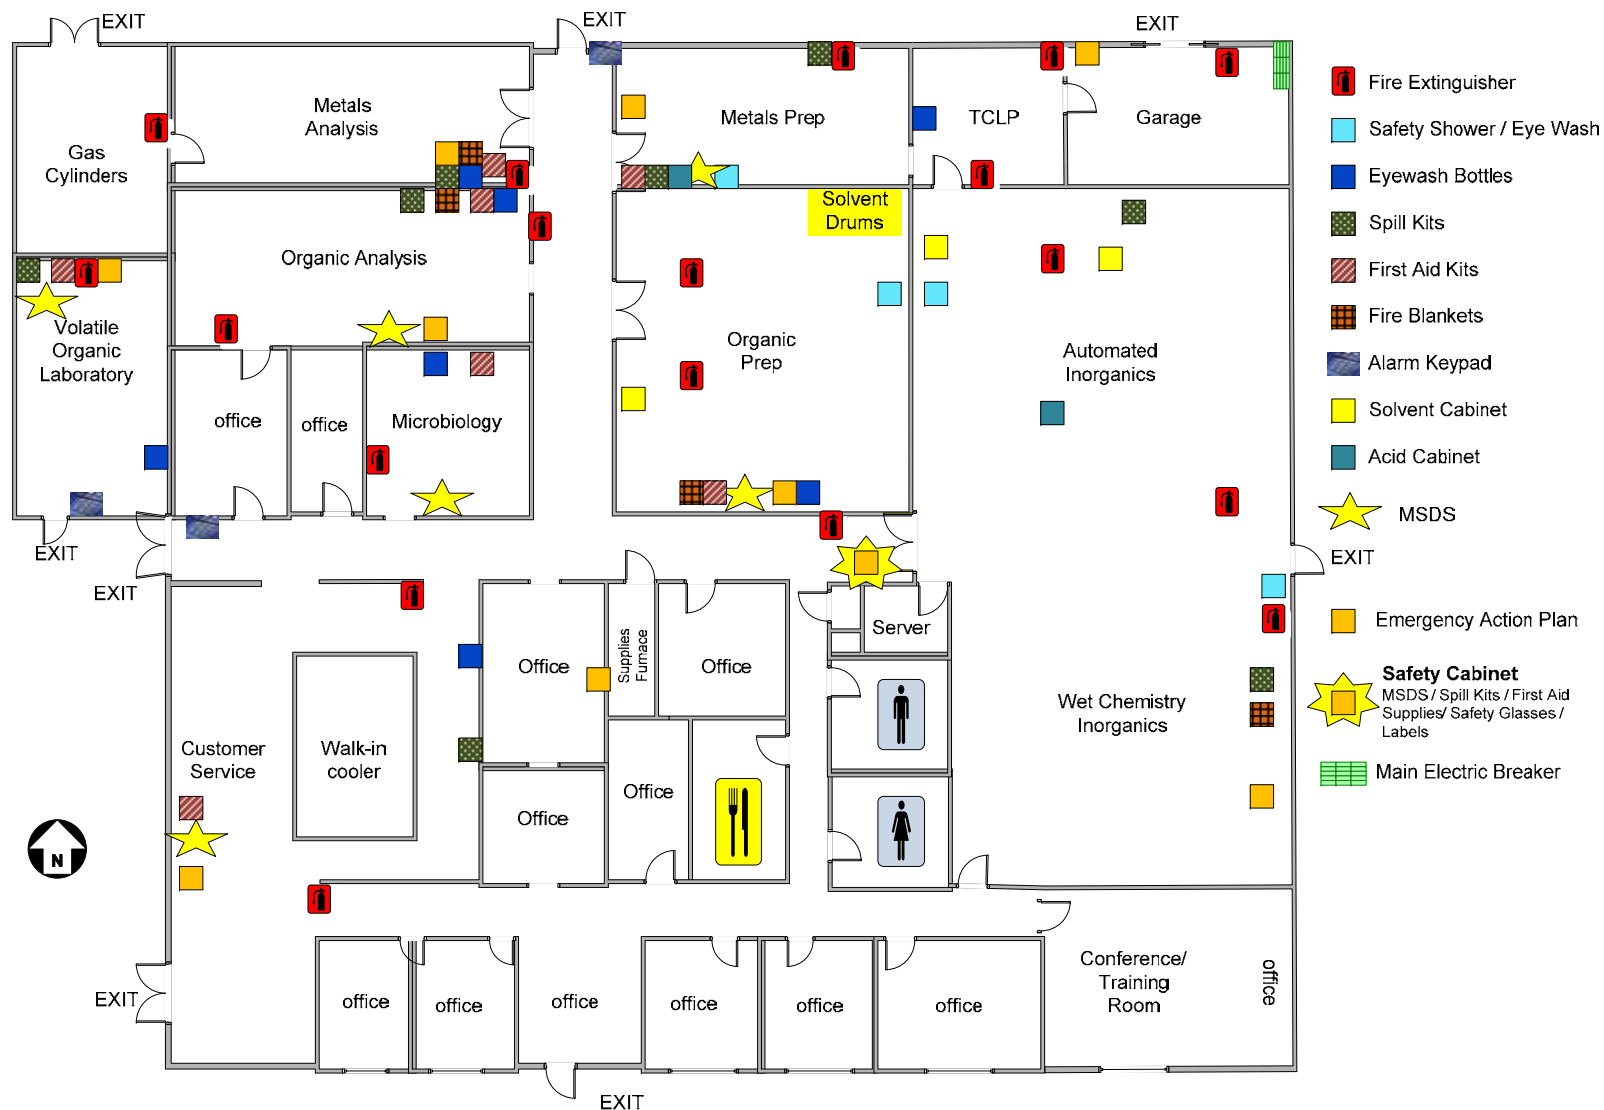 EXIT
EXIT
EXIT
Gas
Cylinders
Metals
Analysis
Metals Prep
TCLP
Garage
Solvent
Drums
Organic Analysis
Volatile
Organic
Laboratory
office
office
Microbiology
Organic
Prep
Automated
Inorganics
EXIT
EXIT
EXIT
Server
Office
Supplies
Furnace
Office
Wet Chemistry
Inorganics
Customer
Service
Walk-in
cooler
Office
Office
N
EXIT
office
office
office
office
office
office
Conference/
Training
Room
office
EXIT
Fire Extinguisher
Safety Shower / Eye Wash
Eyewash Bottles
Spill Kits
First Aid Kits
Fire Blankets
Alarm Keypad
Solvent Cabinet
Acid Cabinet
MSDS
Emergency Action Plan
Safety Cabinet
MSDS / Spill Kits / First Aid
Supplies/ Safety Glasses /
Labels
Main Electric Breaker